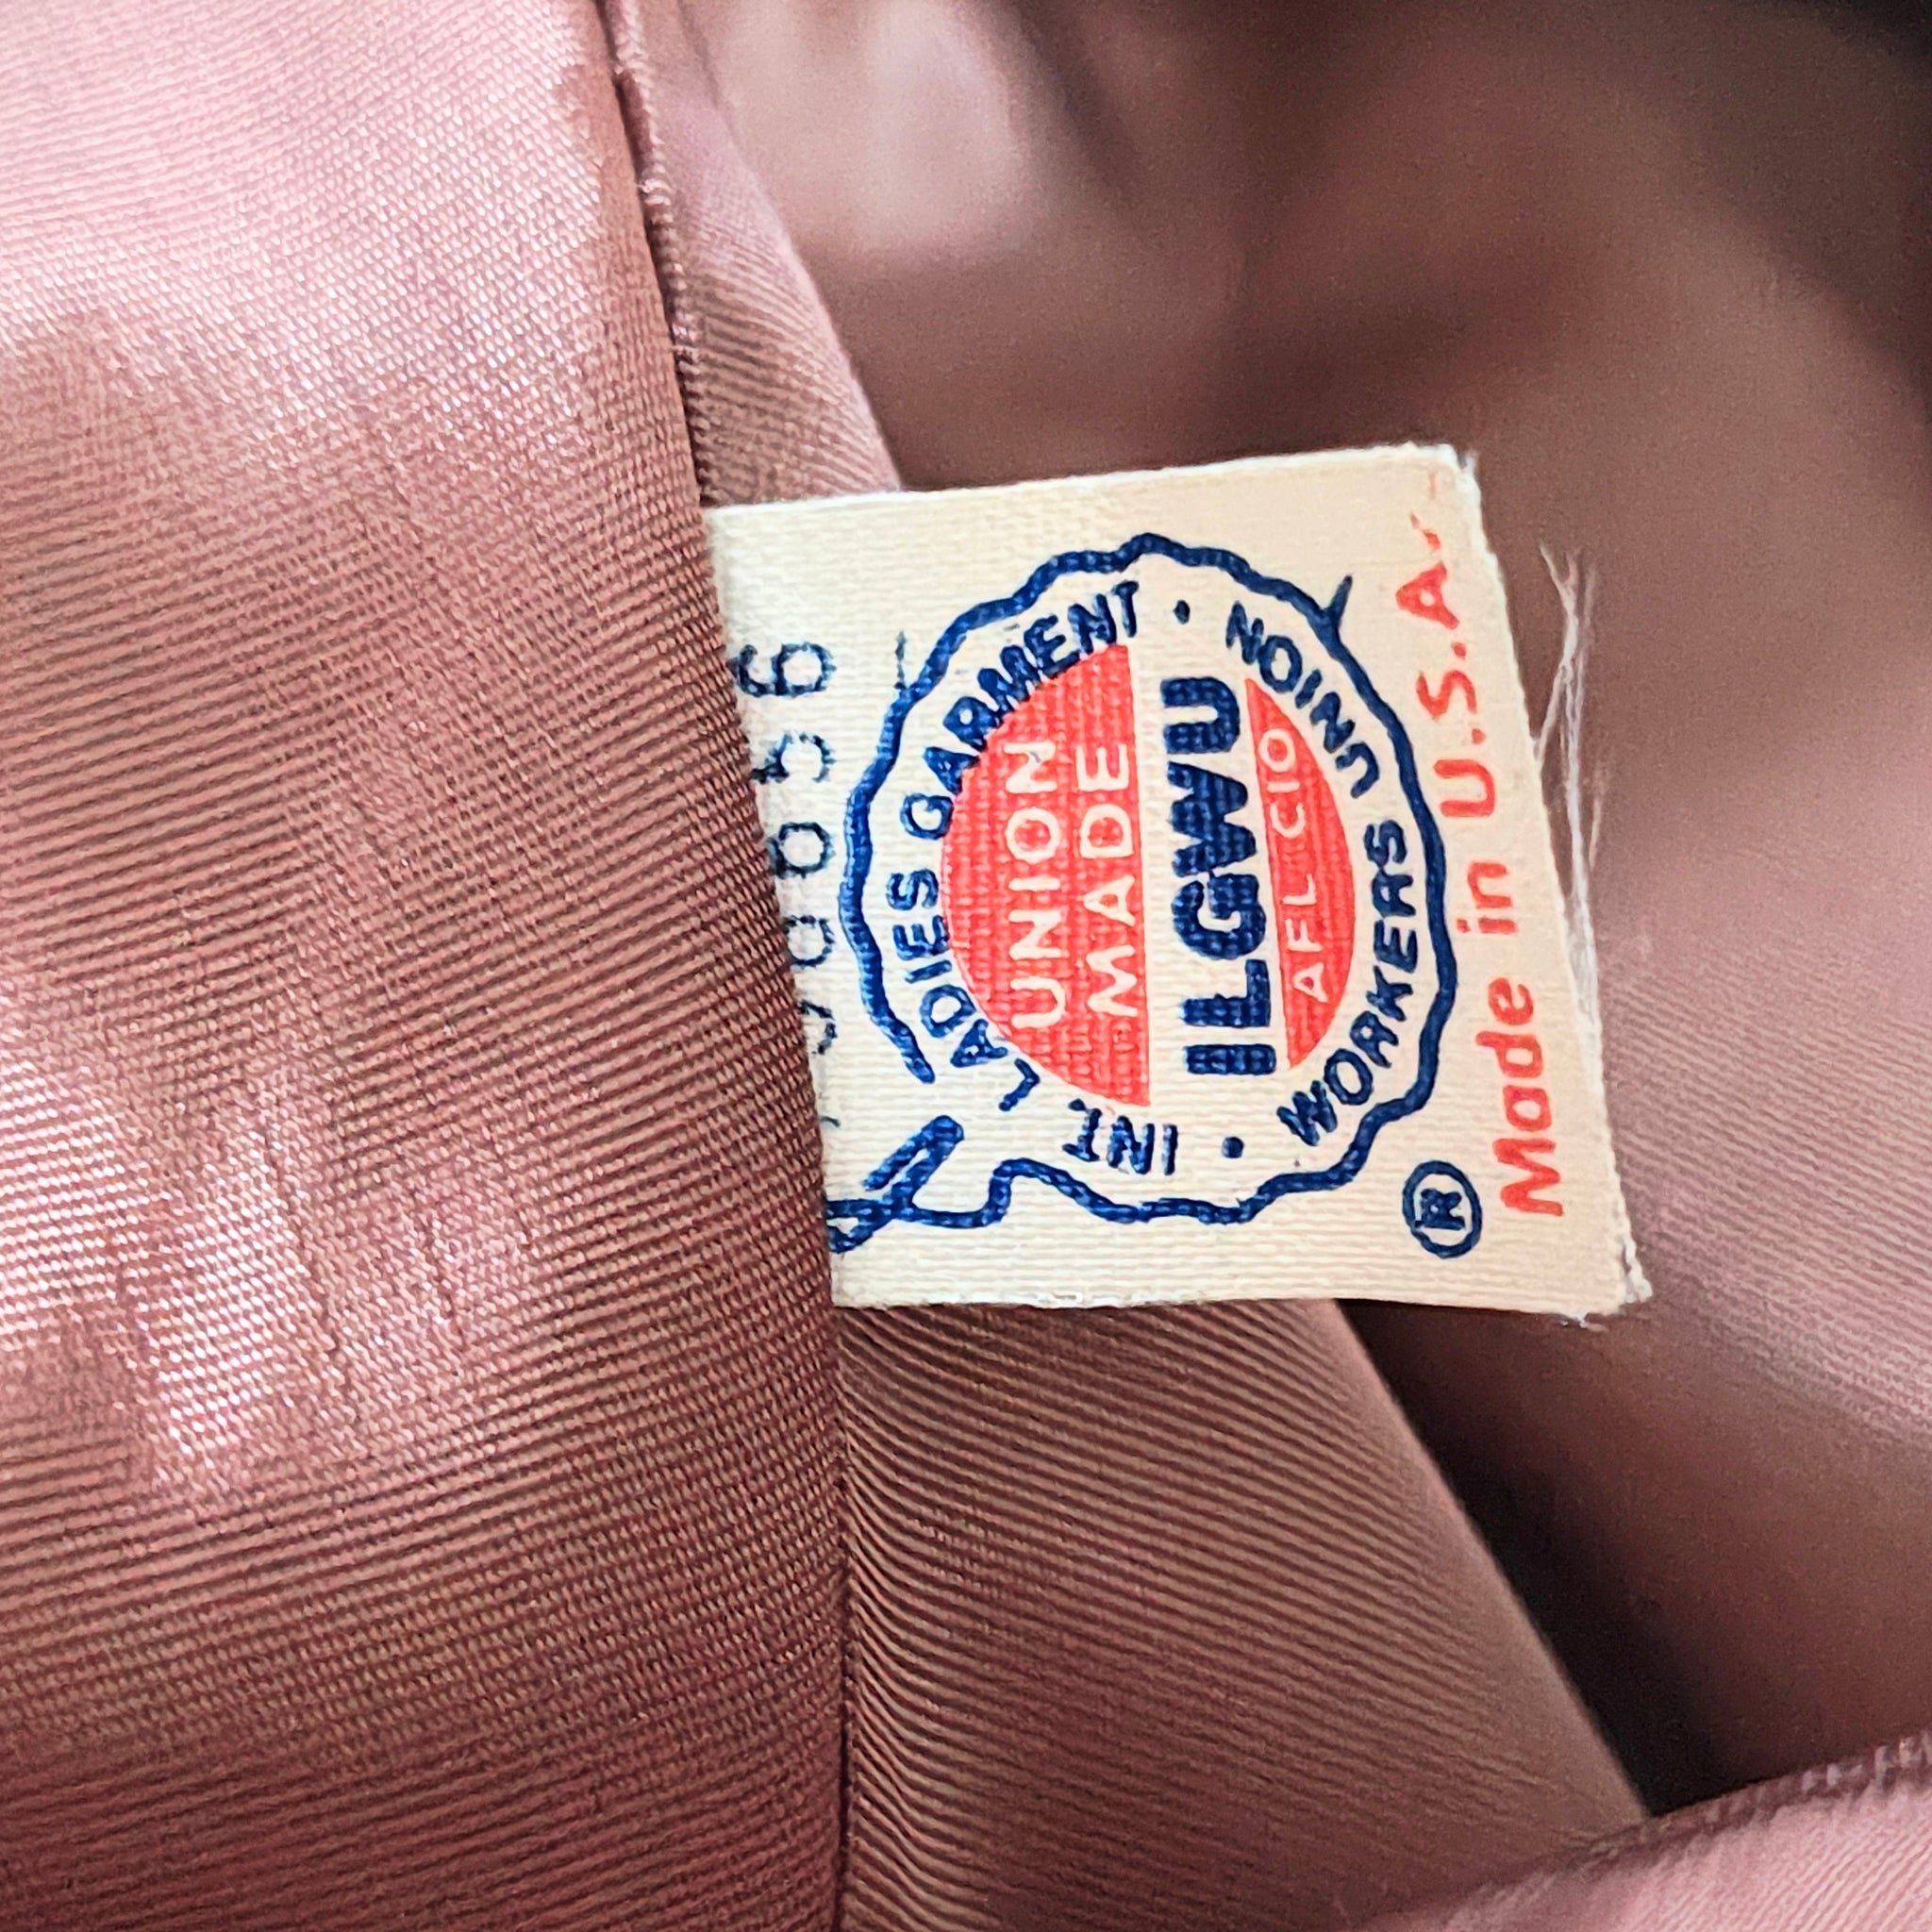 INT. LADIES GARMENT • UNION
WORKERS •
UNION
MADE
ILGWU
AFL CIO
®
Made in U.S.A.